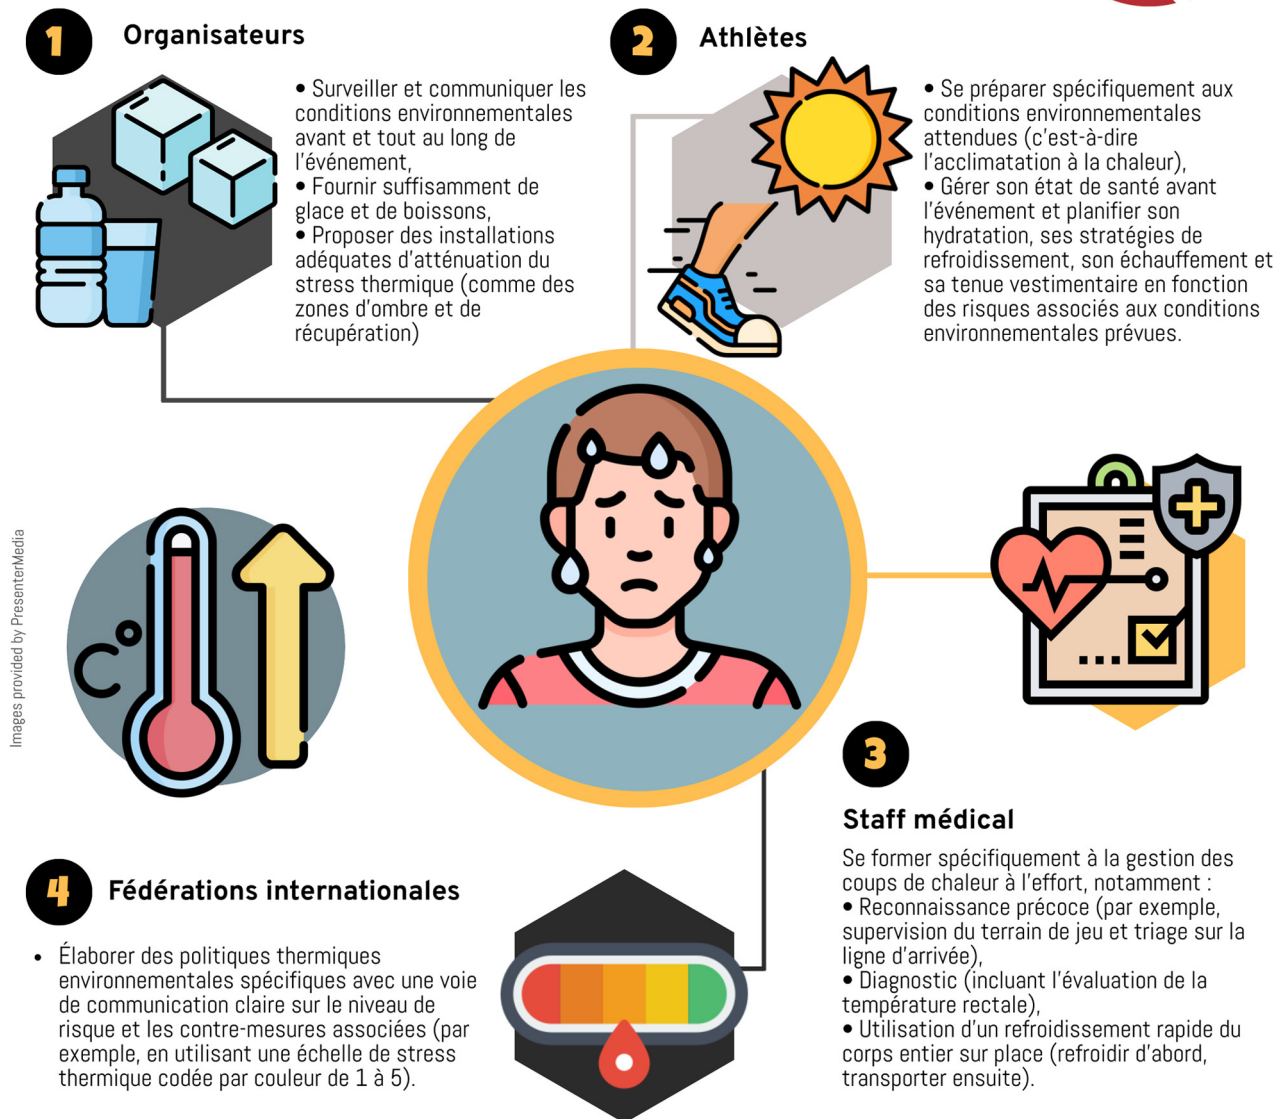 1
Organisateurs
• Surveiller et communiquer les
conditions environnementales
avant et tout au long de
l'événement,
• Fournir suffisamment de
glace et de boissons,
• Proposer des installations
adéquates d'atténuation du
stress thermique (comme des
zones d'ombre et de
récupération)
2
Athlètes
• Se préparer spécifiquement aux
conditions environnementales
attendues (c'est-à-dire
l'acclimatation à la chaleur),
• Gérer son état de santé avant
l'événement et planifier son
hydratation, ses stratégies de
refroidissement, son échauffement et
sa tenue vestimentaire en fonction
des risques associés aux conditions
environnementales prévues.
C°
Images provided by PresenterMedia
3
Staff médical
Se former spécifiquement à la gestion des
coups de chaleur à l'effort, notamment :
• Reconnaissance précoce (par exemple,
supervision du terrain de jeu et triage sur la
ligne d'arrivée),
• Diagnostic (incluant l'évaluation de la
température rectale),
• Utilisation d'un refroidissement rapide du
corps entier sur place (refroidir d'abord,
transporter ensuite).
4
Fédérations internationales
• Élaborer des politiques thermiques
environnementales spécifiques avec une voie
de communication claire sur le niveau de
risque et les contre-mesures associées (par
exemple, en utilisant une échelle de stress
thermique codée par couleur de 1 à 5).